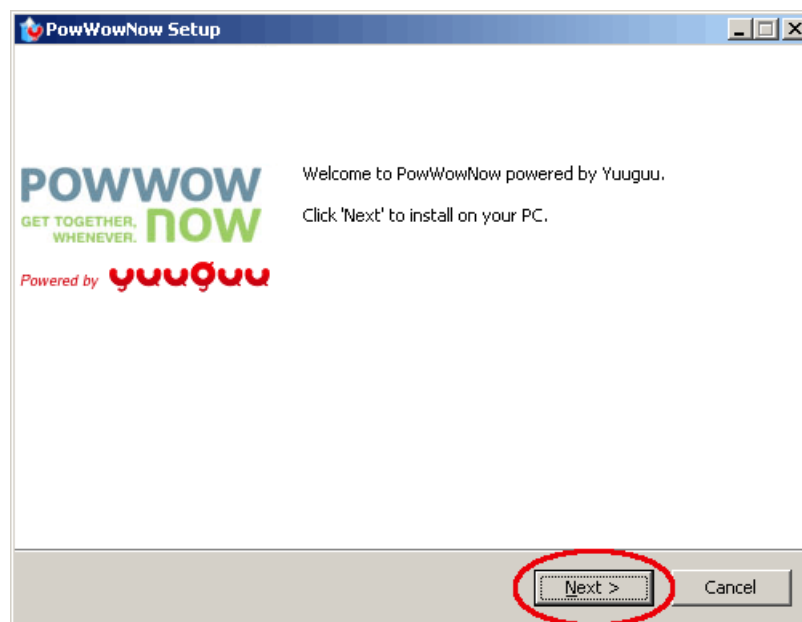 PowWowNow Setup
POWWOW
GET TOGETHER,
WHENEVER.
NOW
Powered by yuuguu
Welcome to PowWowNow powered by Yuuguu.
Click 'Next' to install on your PC.
Next >
Cancel